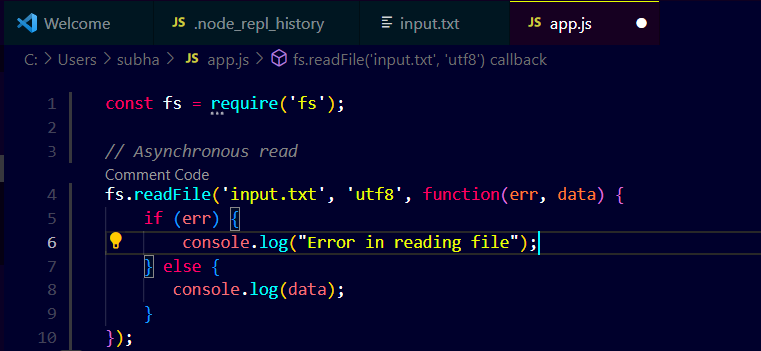 Welcome JS .node_repl_history input.txt JS app.js
C: > Users > subha > JS app.js > fs.readFile('input.txt', 'utf8') callback
1 const fs = require('fs');
2
3 // Asynchronous read
Comment Code
4 fs.readFile('input.txt', 'utf8', function(err, data) {
5 if (err) {
6 console.log("Error in reading file");
7 } else {
8 console.log(data);
9 }
10 });